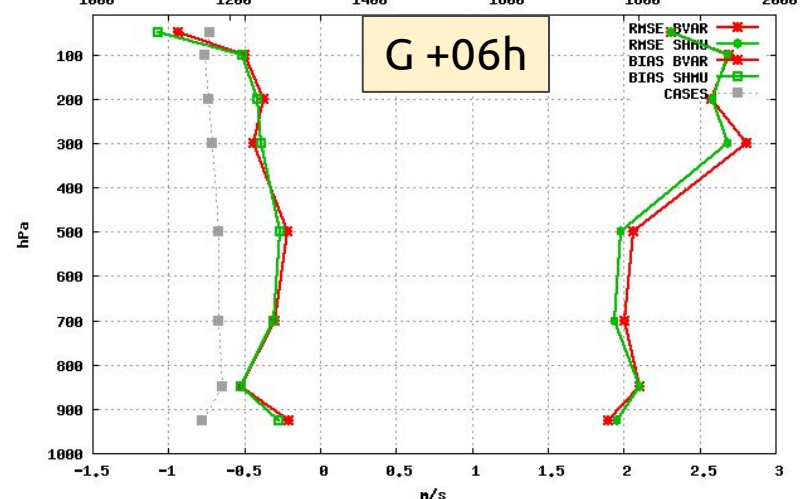 1000 1200 1400 1600 1800 2000
G +06h
RMSE BVAR
RMSE SHMU
BIAS BVAR
BIAS SHMU
CASES
100
200
300
400
500
600
700
800
900
1000
hPa
-1.5 -1 -0.5 0 0.5 1 1.5 2 2.5 3
m/s